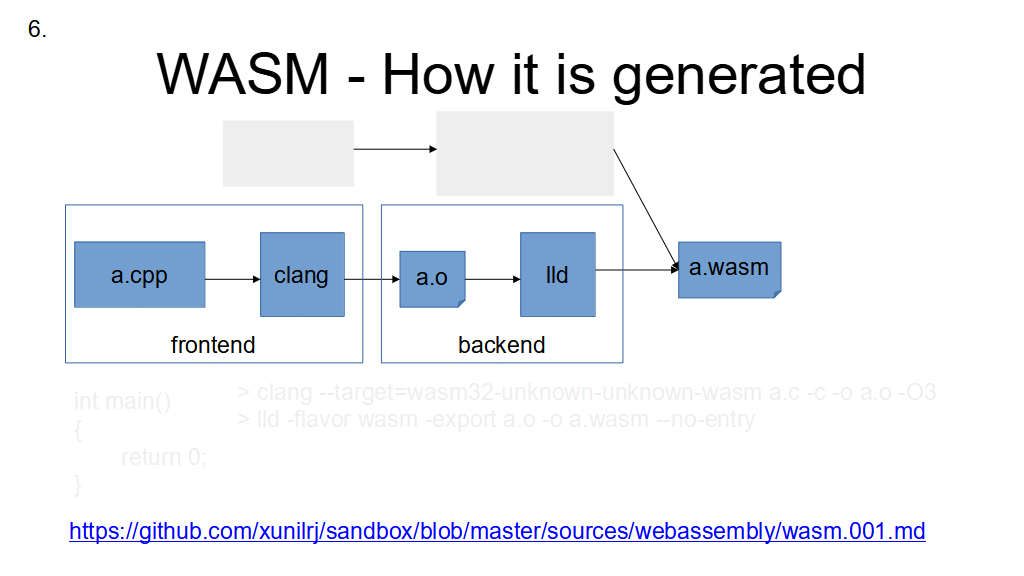 6.
WASM - How it is generated
a.cpp
clang
a.o
lld
a.wasm
frontend
backend
int main()
{
return 0;
}
> clang --target=wasm32-unknown-unknown-wasm a.c -c -o a.o -O3
> lld -flavor wasm -export a.o -o a.wasm --no-entry
https://github.com/xunilrj/sandbox/blob/master/sources/webassembly/wasm.001.md